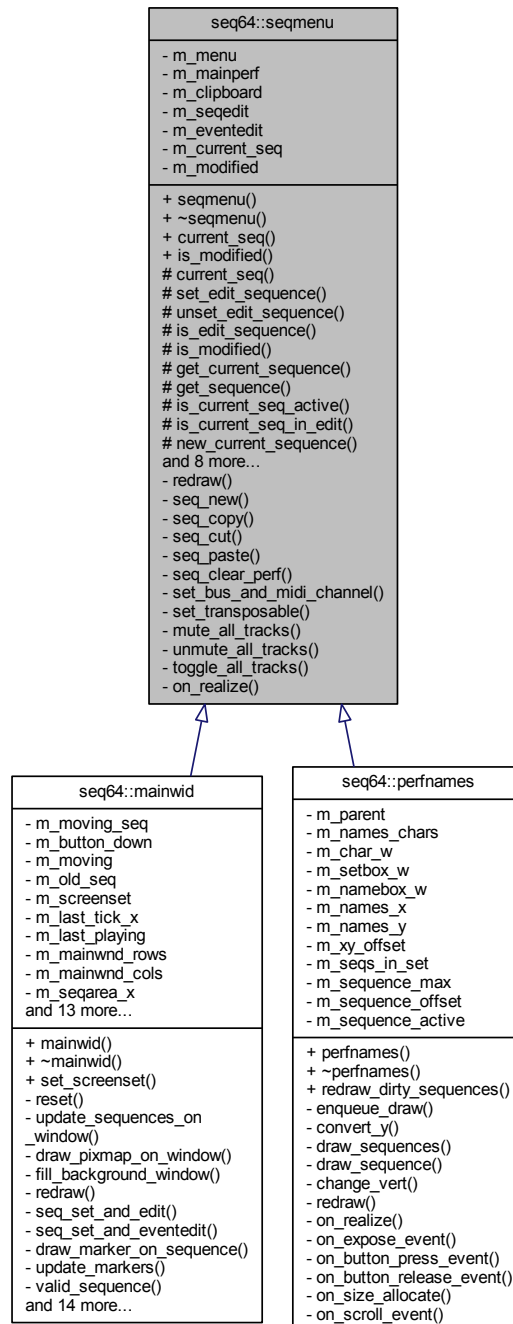 seq64::seqmenu
- m_menu
- m_mainperf
- m_clipboard
- m_seqedit
- m_eventedit
- m_current_seq
- m_modified
+ seqmenu()
+ ~seqmenu()
+ current_seq()
+ is_modified()
# current_seq()
# set_edit_sequence()
# unset_edit_sequence()
# is_edit_sequence()
# is_modified()
# get_current_sequence()
# get_sequence()
# is_current_seq_active()
# is_current_seq_in_edit()
# new_current_sequence()
and 8 more...
- redraw()
- seq_new()
- seq_copy()
- seq_cut()
- seq_paste()
- seq_clear_perf()
- set_bus_and_midi_channel()
- set_transposable()
- mute_all_tracks()
- unmute_all_tracks()
- toggle_all_tracks()
- on_realize()
seq64::mainwid
- m_moving_seq
- m_button_down
- m_moving
- m_old_seq
- m_screenset
- m_last_tick_x
- m_last_playing
- m_mainwnd_rows
- m_mainwnd_cols
- m_seqarea_x
and 13 more...
+ mainwid()
+ ~mainwid()
+ set_screenset()
- reset()
- update_sequences_on
_window()
- draw_pixmap_on_window()
- fill_background_window()
- redraw()
- seq_set_and_edit()
- seq_set_and_eventedit()
- draw_marker_on_sequence()
- update_markers()
- valid_sequence()
and 14 more...
seq64::perfnames
- m_parent
- m_names_chars
- m_char_w
- m_setbox_w
- m_namebox_w
- m_names_x
- m_names_y
- m_xy_offset
- m_seqs_in_set
- m_sequence_max
- m_sequence_offset
- m_sequence_active
+ perfnames()
+ ~perfnames()
+ redraw_dirty_sequences()
- enqueue_draw()
- convert_y()
- draw_sequences()
- draw_sequence()
- change_vert()
- redraw()
- on_realize()
- on_expose_event()
- on_button_press_event()
- on_button_release_event()
- on_size_allocate()
- on_scroll_event()